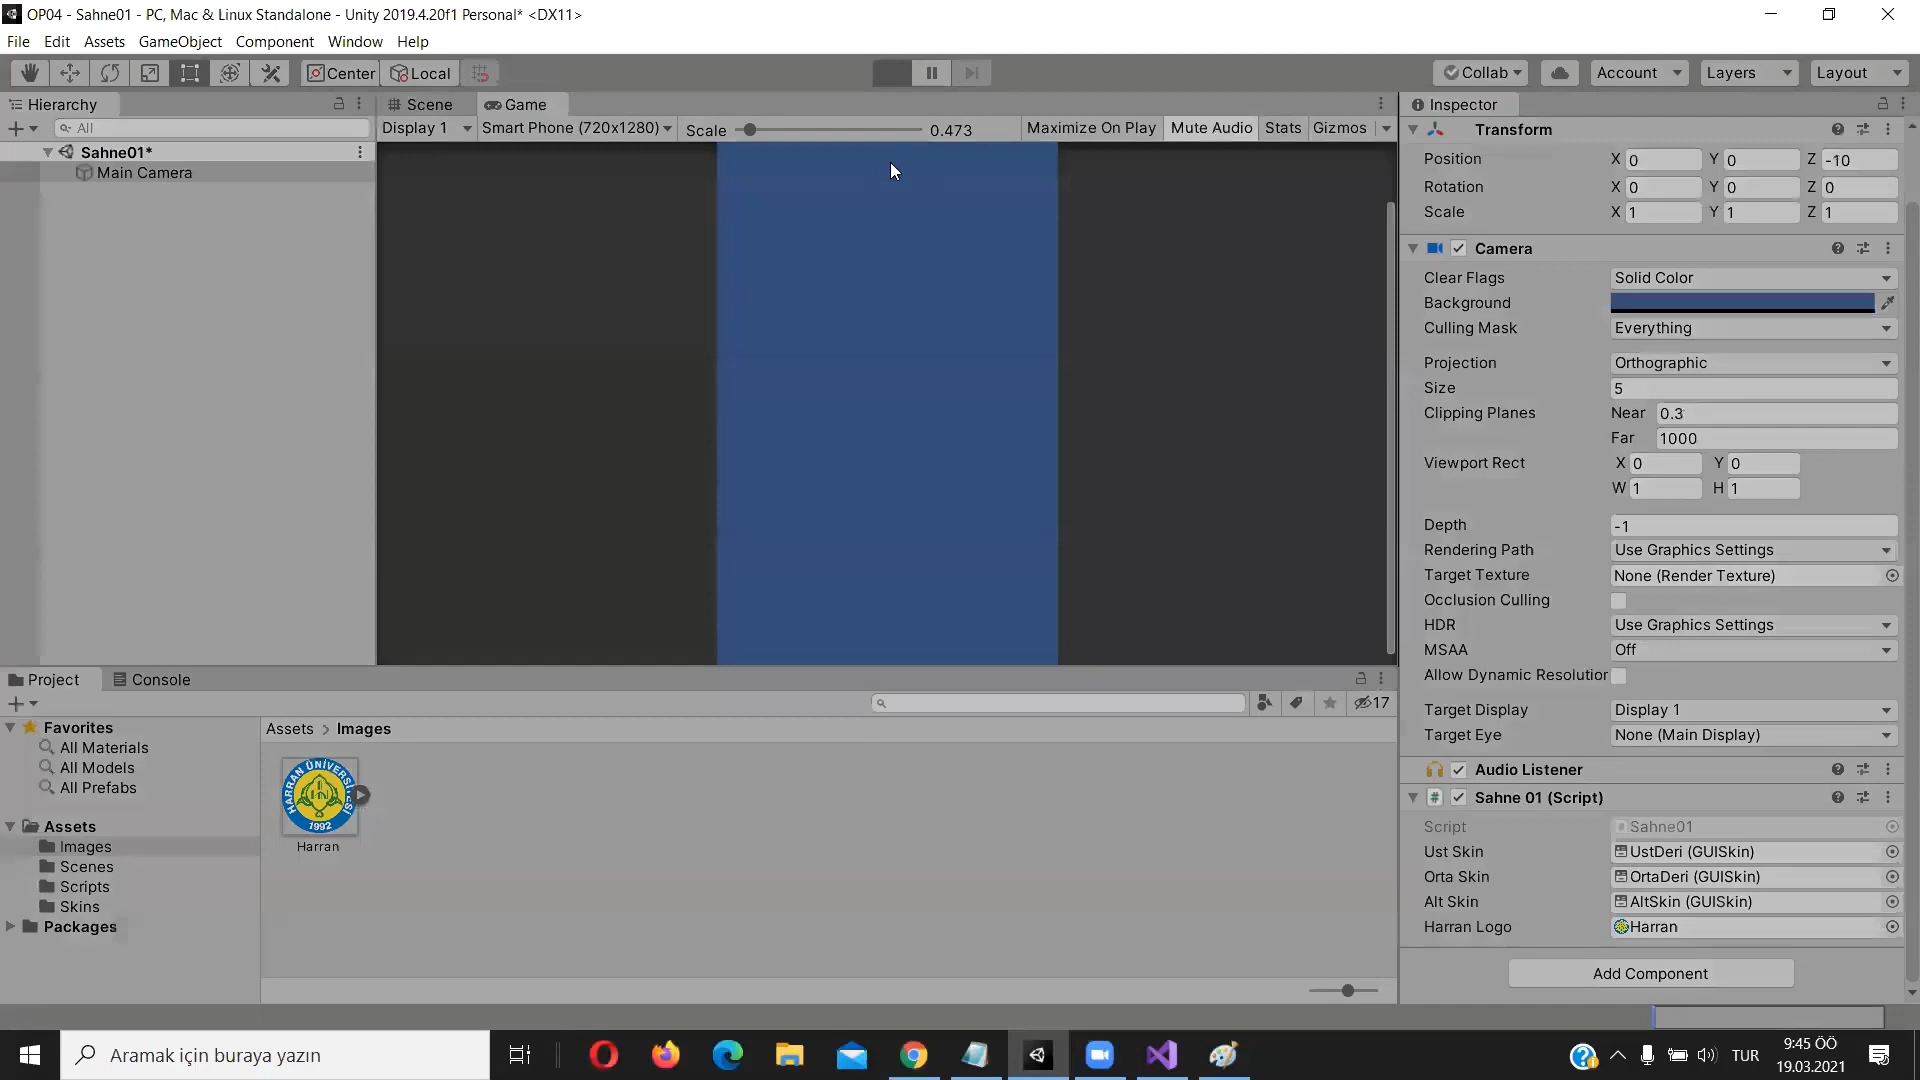 OP04 - Sahne01 - PC, Mac & Linux Standalone - Unity 2019.4.20f1 Personal* <DX11>
File Edit Assets GameObject Component Window Help
Center Local Collab Account Layers Layout
Hierarchy Scene Game Inspector
All Display 1 Smart Phone (720x1280) Scale 0.473 Maximize On Play Mute Audio Stats Gizmos
Transform
Sahne01*
Main Camera
Position X 0 Y 0 Z -10
Rotation X 0 Y 0 Z 0
Scale X 1 Y 1 Z 1
Camera
Clear Flags Solid Color
Background
Culling Mask Everything
Projection Orthographic
Size 5
Clipping Planes Near 0.3
Far 1000
Viewport Rect X 0 Y 0
W 1 H 1
Depth -1
Rendering Path Use Graphics Settings
Target Texture None (Render Texture)
Occlusion Culling
HDR Use Graphics Settings
MSAA Off
Allow Dynamic Resolution
Target Display Display 1
Target Eye None (Main Display)
Audio Listener
Sahne 01 (Script)
Script Sahne01
Ust Skin UstDeri (GUISkin)
Orta Skin OrtaDeri (GUISkin)
Alt Skin AltSkin (GUISkin)
Harran Logo Harran
Add Component
Project Console
17
Favorites
All Materials
All Models
All Prefabs
Assets
Images
Scenes
Scripts
Skins
Packages
Assets > Images
HARRAN ÜNİVERSİTESİ
1992
Harran
Aramak için buraya yazın
TUR
9:45 ÖÖ
19.03.2021